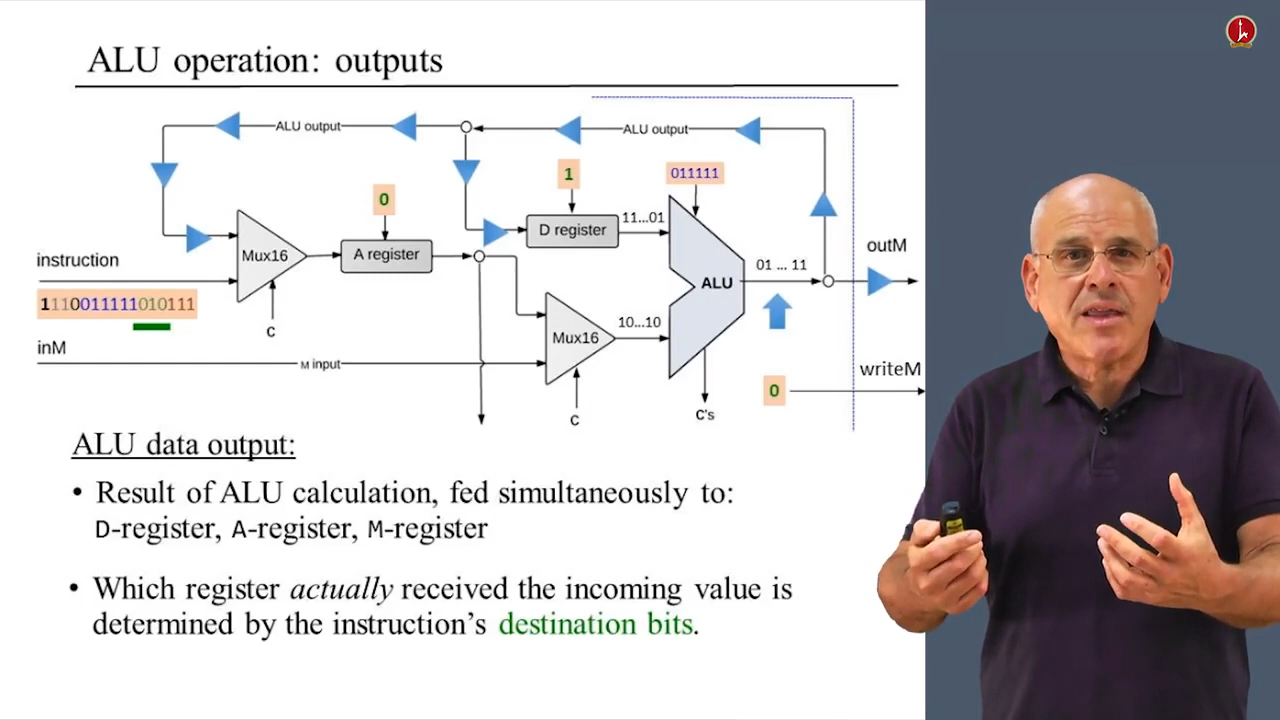 ALU operation: outputs
ALU output
ALU output
0
1
011111
Mux16
A register
D register
11...01
instruction
1110011111010111
c
inM
M input
Mux16
c
10...10
ALU
c's
01 ... 11
outM
0
writeM
ALU data output:
• Result of ALU calculation, fed simultaneously to:
D-register, A-register, M-register
• Which register actually received the incoming value is
determined by the instruction's destination bits.